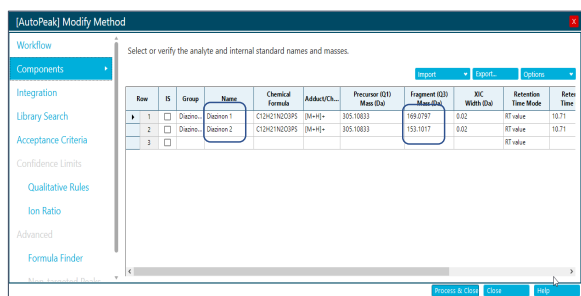 [AutoPeak] Modify Method
X
Workflow
Components
Integration
Library Search
Acceptance Criteria
Confidence Limits
Qualitative Rules
Ion Ratio
Advanced
Formula Finder
Non-targeted Peaks
Select or verify the analyte and internal standard names and masses.
Import Export... Options
Row IS Group Name Chemical Formula Adduct/Ch... Precursor (Q1) Mass (Da) Fragment (Q3) Mass (Da) XIC Width (Da) Retention Time Mode Reten Time
1 Diazino... Diazinon 1 C12H21N2O3PS [M+H]+ 305.10833 169.0797 0.02 RT value 10.71
2 Diazino... Diazinon 2 C12H21N2O3PS [M+H]+ 305.10833 153.1017 0.02 RT value 10.71
3 RT value
Process & Close Close Help